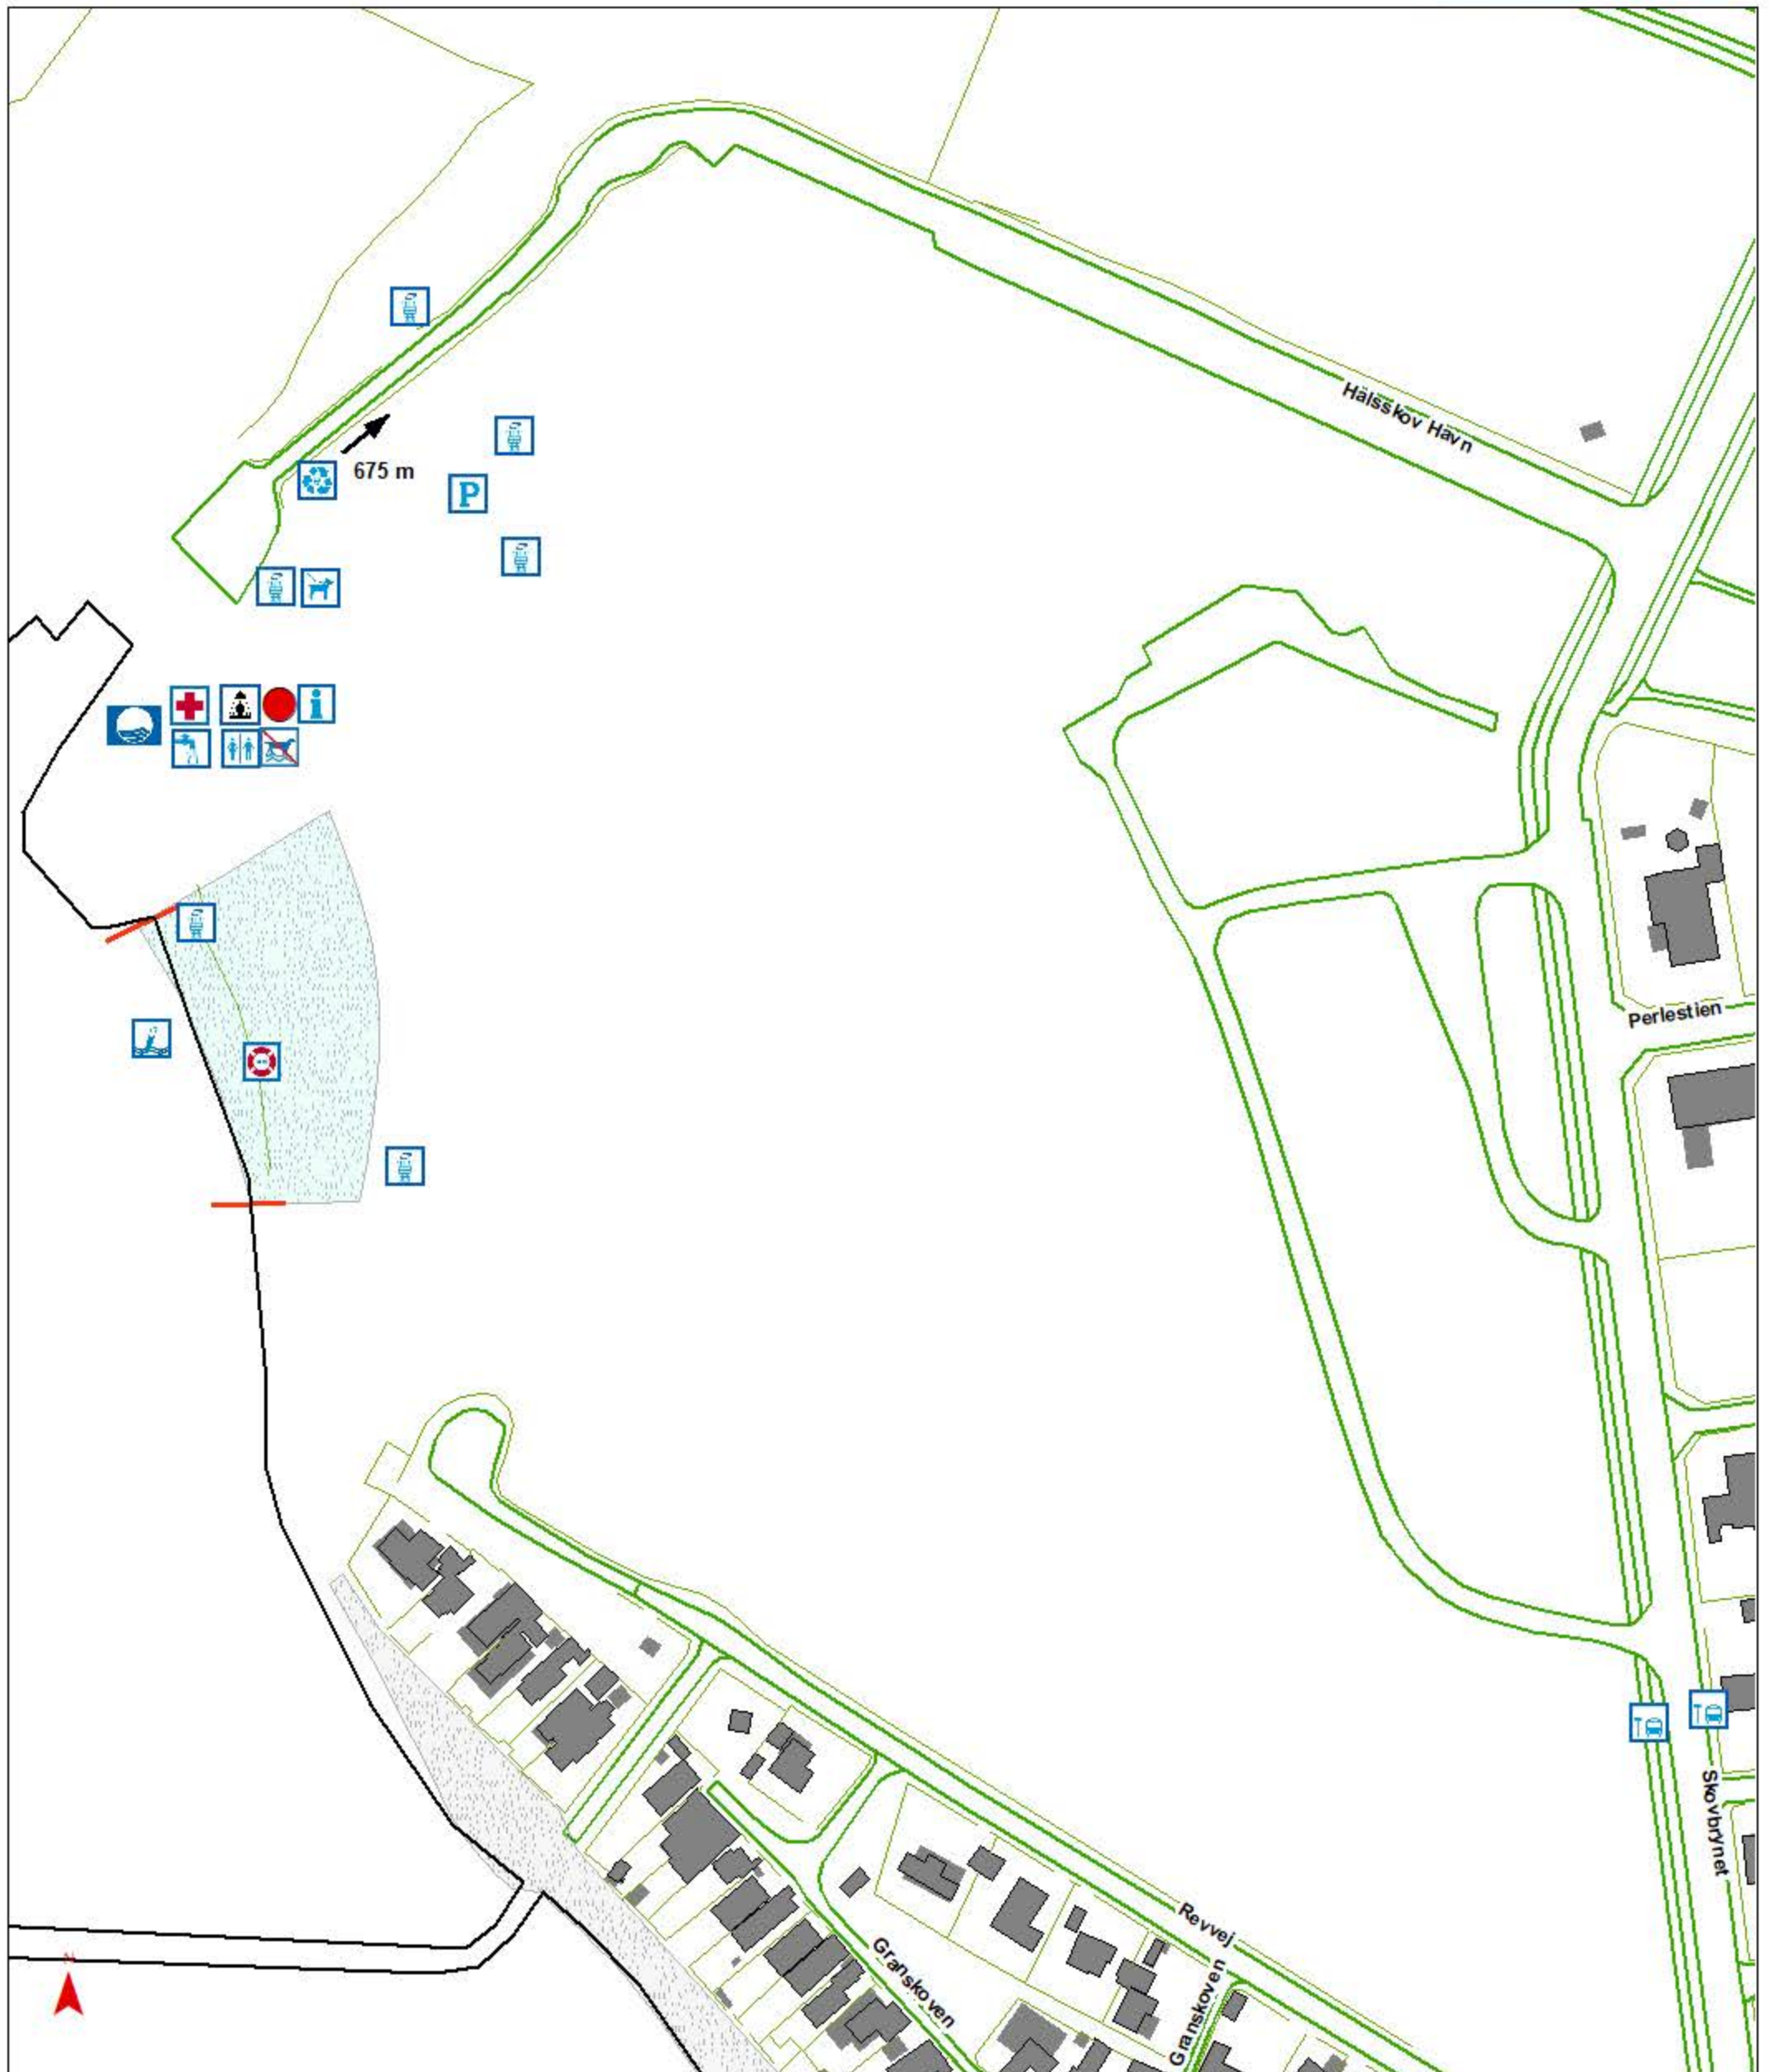 Hälsskov Havn
675 m
P
i
Perlestien
Skovbrynet
Revvej
Granskoven
Granskoven
N